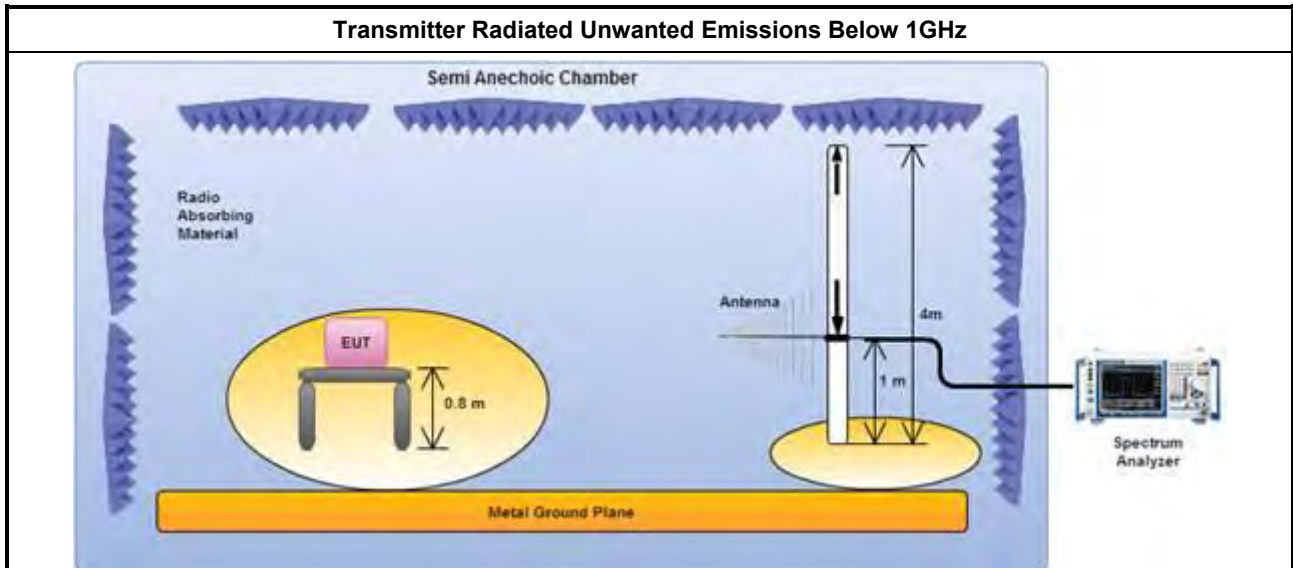 Transmitter Radiated Unwanted Emissions Below 1GHz
Semi Anechoic Chamber
Radio
Absorbing
Material
Antenna
4m
EUT
1 m
0.8 m
Spectrum
Analyzer
Metal Ground Plane